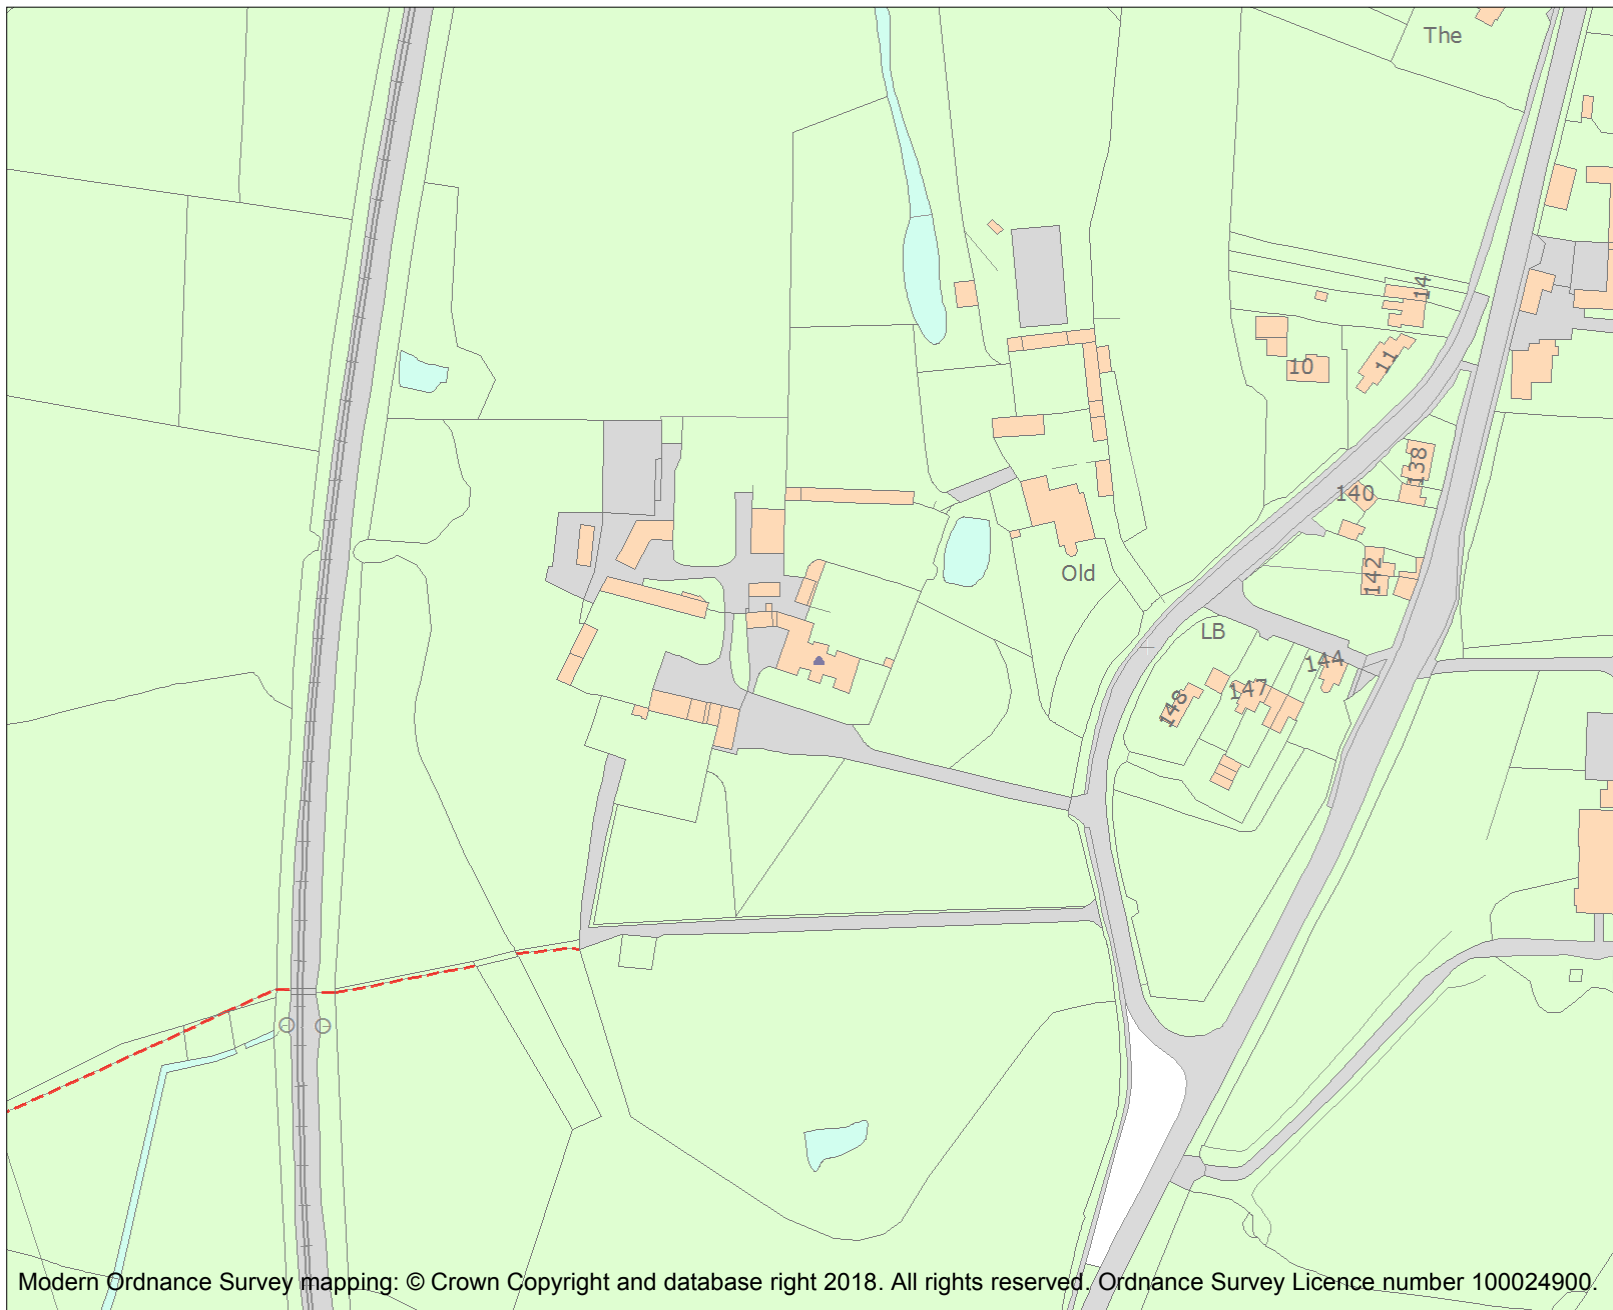 The
14
11
10
138
140
Old
142
LB
144
147
148
Modern Ordnance Survey mapping: © Crown Copyright and database right 2018. All rights reserved. Ordnance Survey Licence number 100024900.